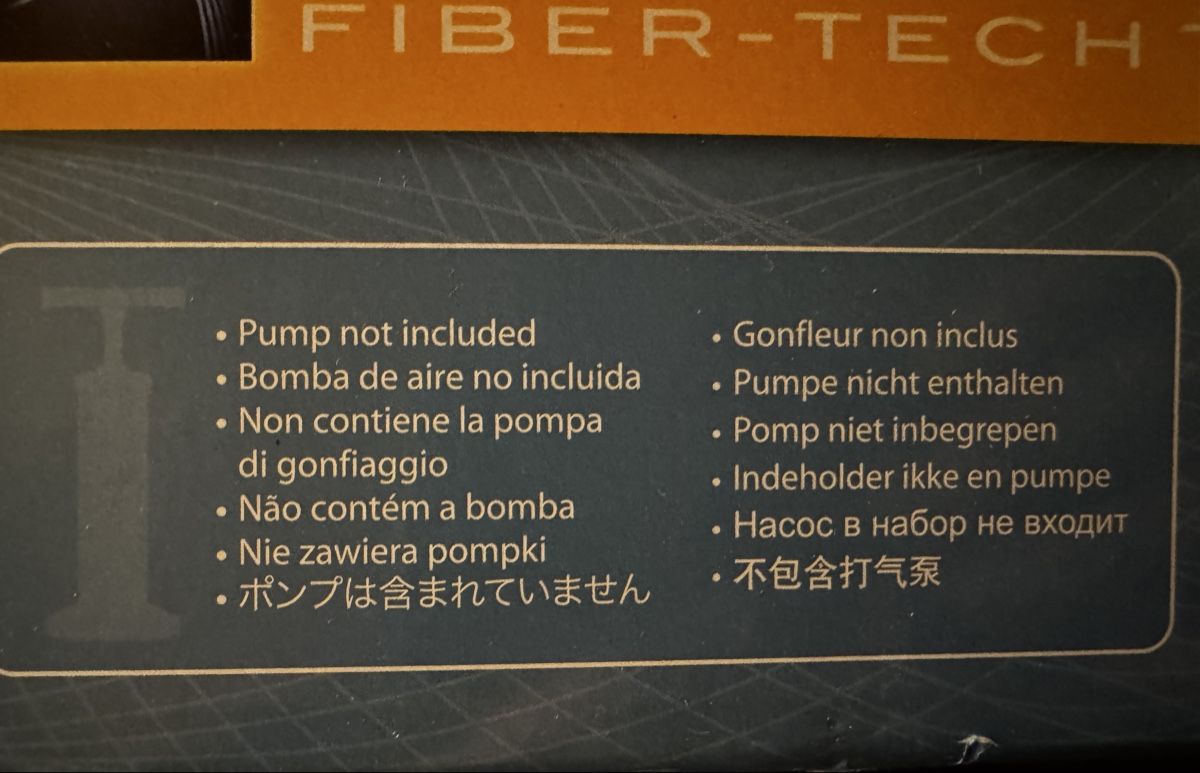 FIBER-TECH
• Pump not included
• Bomba de aire no incluida
• Non contiene la pompa
di gonfiaggio
• Não contém a bomba
• Nie zawiera pompki
• ポンプは含まれていません
• Gonfleur non inclus
• Pumpe nicht enthalten
• Pomp niet inbegrepen
• Indeholder ikke en pumpe
• Насос в набор не входит
• 不包含打气泵